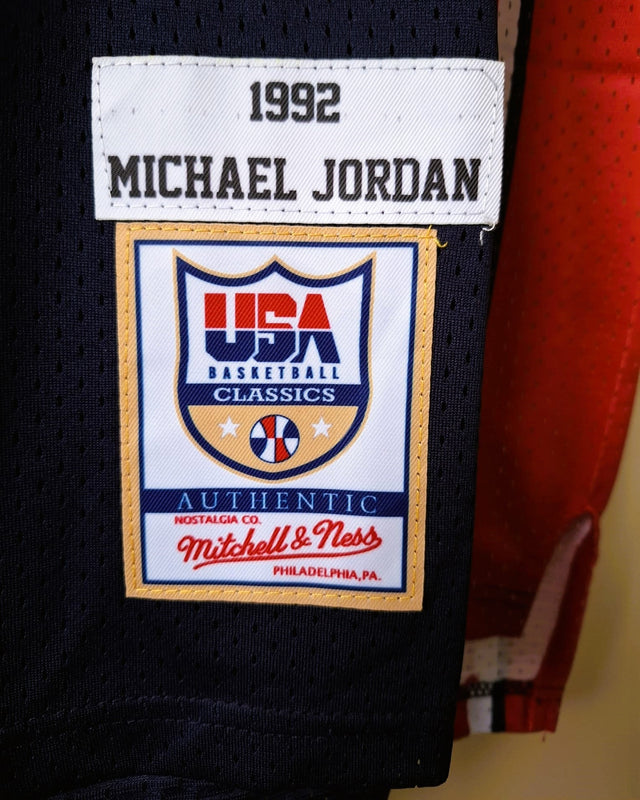 1992
MICHAEL JORDAN
USA
BASKETBALL
CLASSICS
AUTHENTIC
NOSTALGIA CO.
Mitchell & Ness
PHILADELPHIA, PA.